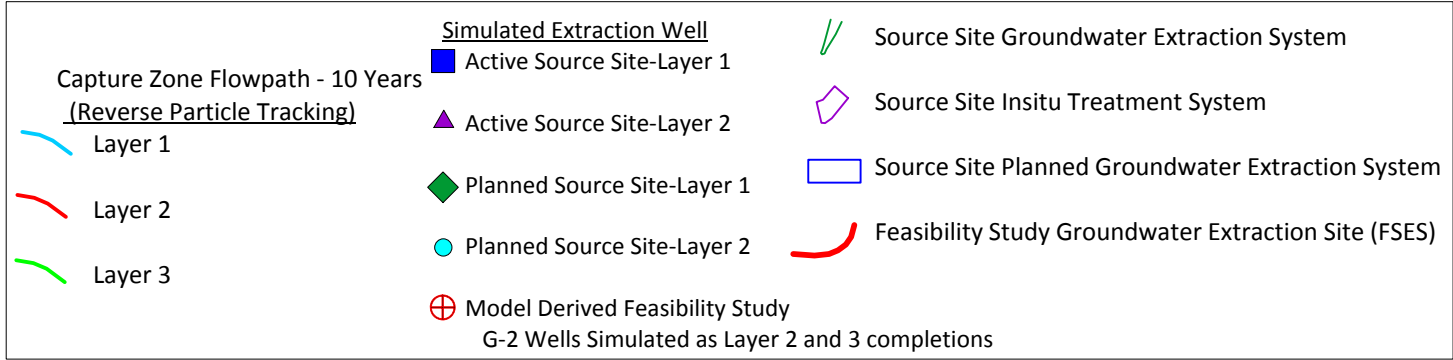 Capture Zone Flowpath - 10 Years
(Reverse Particle Tracking)
Layer 1
Layer 2
Layer 3
Simulated Extraction Well
Active Source Site-Layer 1
Active Source Site-Layer 2
Planned Source Site-Layer 1
Planned Source Site-Layer 2
Model Derived Feasibility Study
G-2 Wells Simulated as Layer 2 and 3 completions
Source Site Groundwater Extraction System
Source Site Insitu Treatment System
Source Site Planned Groundwater Extraction System
Feasibility Study Groundwater Extraction Site (FSES)